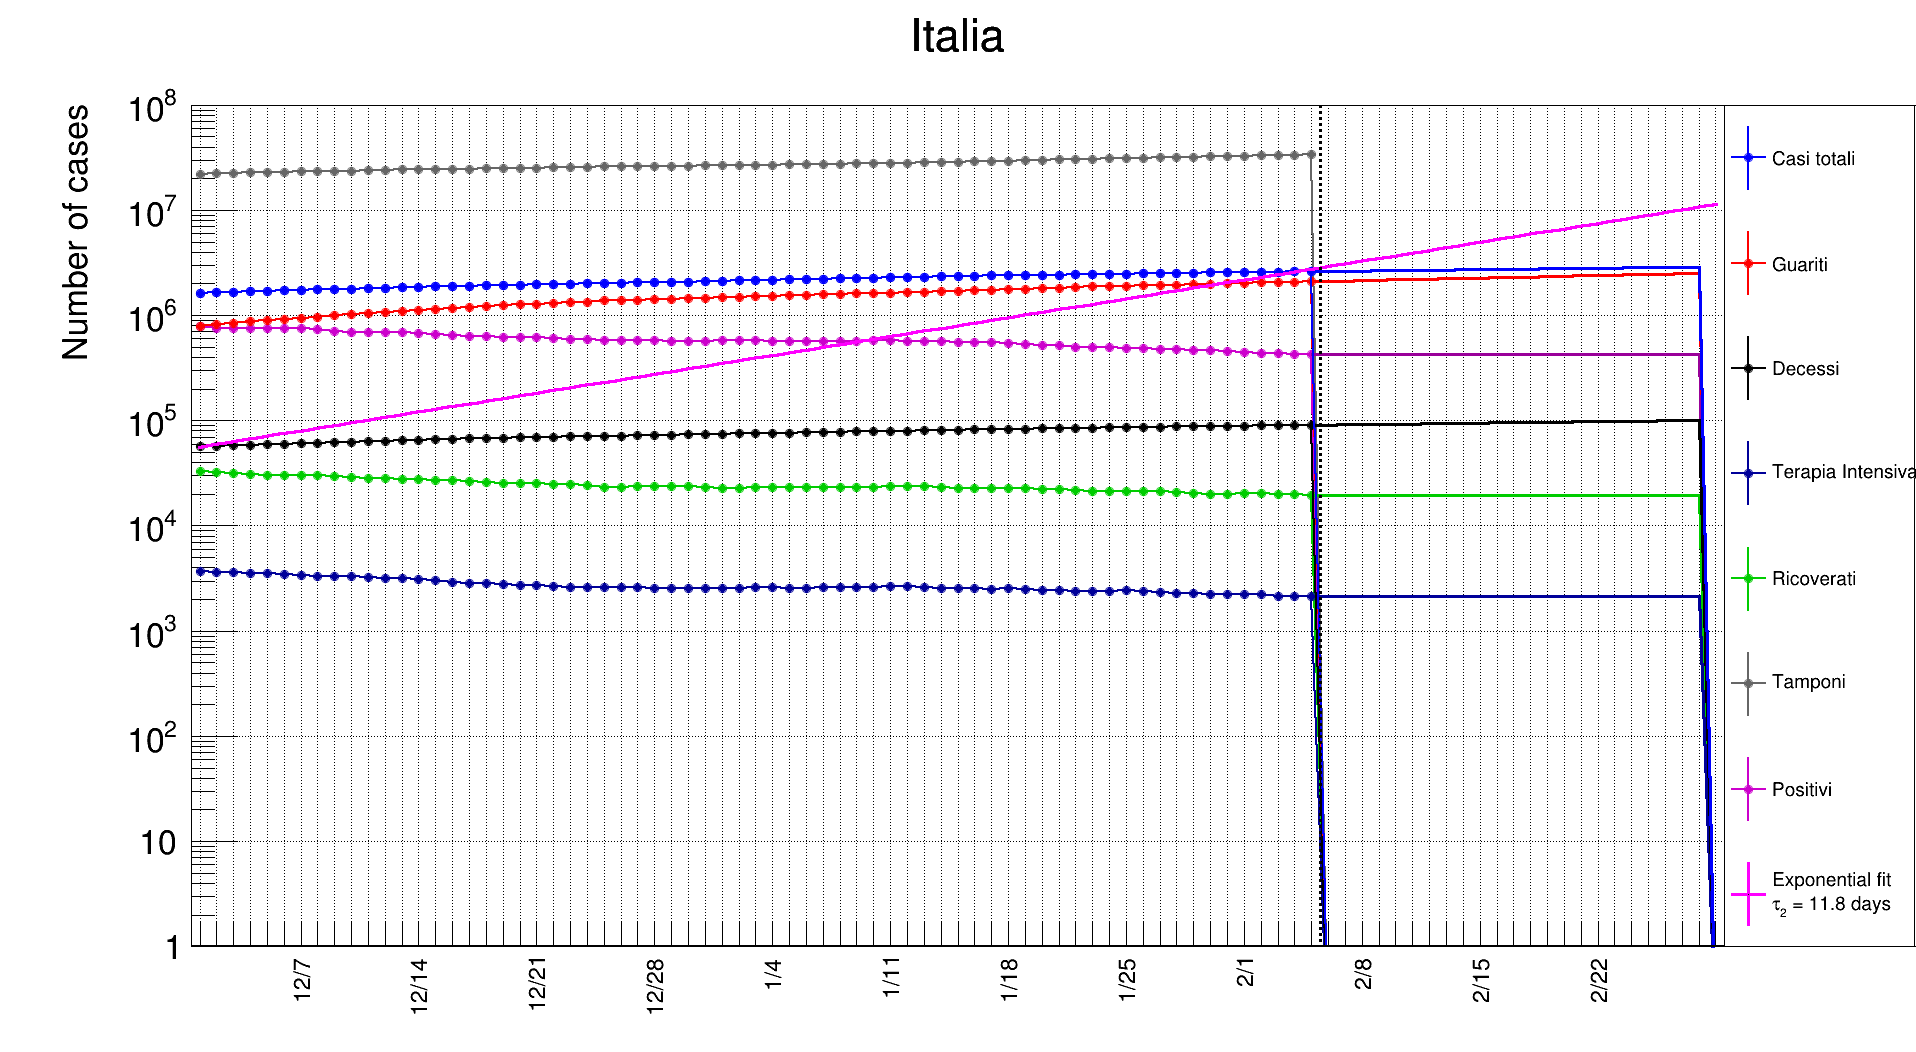 Italia
Number of cases
10^8
10^7
10^6
10^5
10^4
10^3
10^2
10
1
12/7
12/14
12/21
12/28
1/4
1/11
1/18
1/25
2/1
2/8
2/15
2/22
Casi totali
Guariti
Decessi
Terapia Intensiva
Ricoverati
Tamponi
Positivi
Exponential fit
τ₂ = 11.8 days